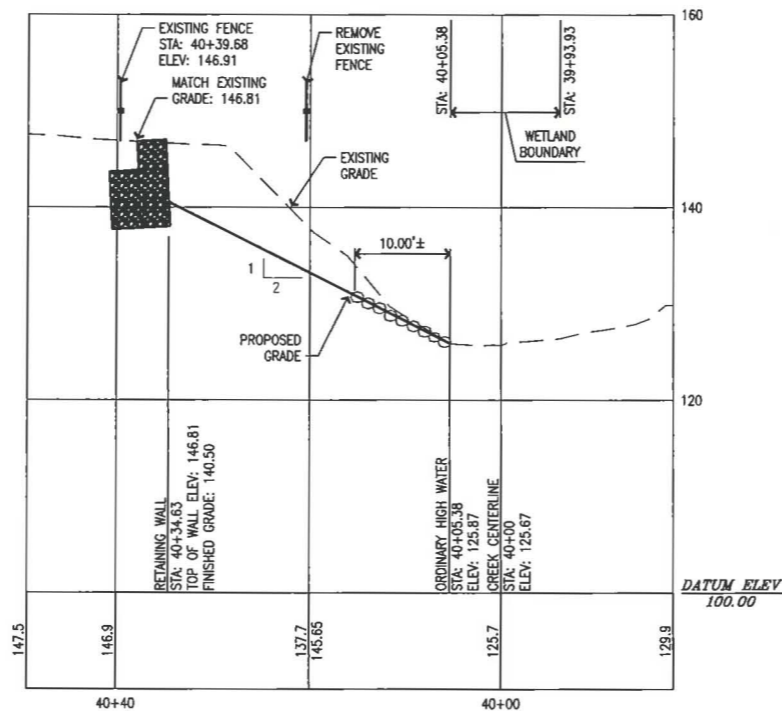 EXISTING FENCE
STA: 40+39.68
ELEV: 146.91
MATCH EXISTING
GRADE: 146.81
REMOVE
EXISTING
FENCE
STA: 40+05.38
STA: 39+93.93
160
WETLAND
BOUNDARY
EXISTING
GRADE
140
10.00'±
1
2
PROPOSED
GRADE
120
RETAINING WALL
STA: 40+34.63
TOP OF WALL ELEV: 146.81
FINISHED GRADE: 140.50
ORDINARY HIGH WATER
STA: 40+05.38
ELEV: 125.87
CREEK CENTERLINE
STA: 40+00
ELEV: 125.67
DATUM ELEV
100.00
147.5
146.9
137.7
145.65
125.7
129.9
40+40
40+00